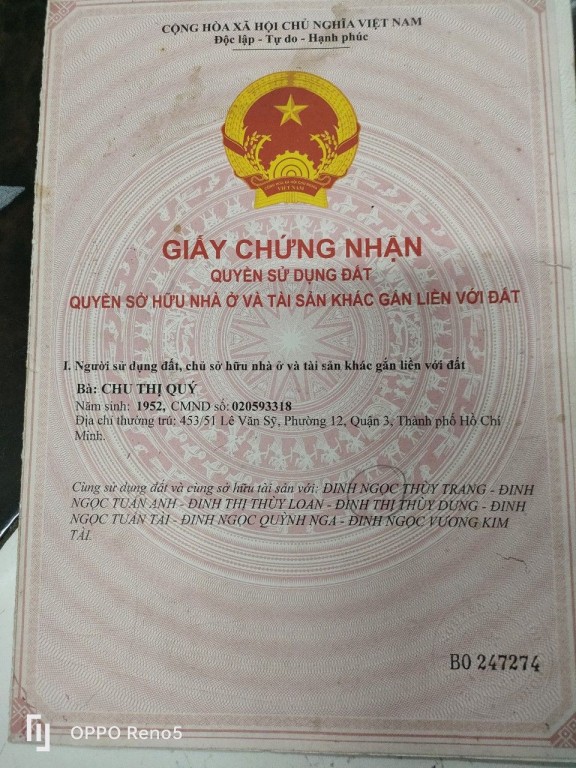 CỘNG HÒA XÃ HỘI CHỦ NGHĨA VIỆT NAM
Độc lập - Tự do - Hạnh phúc
VIỆT NAM
GIẤY CHỨNG NHẬN
QUYỀN SỬ DỤNG ĐẤT
QUYỀN SỞ HỮU NHÀ Ở VÀ TÀI SẢN KHÁC GẮN LIỀN VỚI ĐẤT
I. Người sử dụng đất, chủ sở hữu nhà ở và tài sản khác gắn liền với đất
Bà: CHU THỊ QUÝ
Năm sinh: 1952, CMND số: 020593318
Địa chỉ thường trú: 453/51 Lê Văn Sỹ, Phường 12, Quận 3, Thành phố Hồ Chí
Minh.
Cùng sử dụng đất và cùng sở hữu tài sản với: ĐINH NGỌC THÙY TRANG - ĐINH
NGỌC TUẤN ANH - ĐINH THỊ THÙY LOAN - ĐINH THỊ THÙY DUNG - ĐINH
NGỌC TUẤN TÀI - ĐINH NGỌC QUỲNH NGA - ĐINH NGỌC VƯƠNG KIM
TÀI.
BO 247274
OPPO Reno5